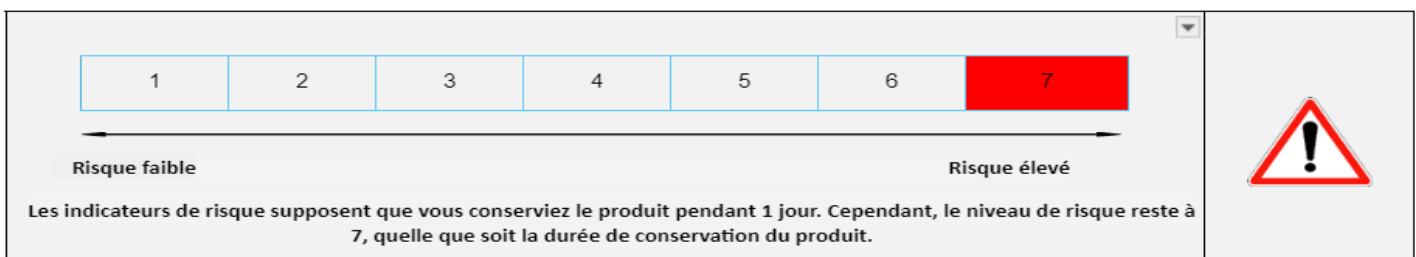 1 2 3 4 5 6 7
Risque faible Risque élevé
Les indicateurs de risque supposent que vous conserviez le produit pendant 1 jour. Cependant, le niveau de risque reste à
7, quelle que soit la durée de conservation du produit.